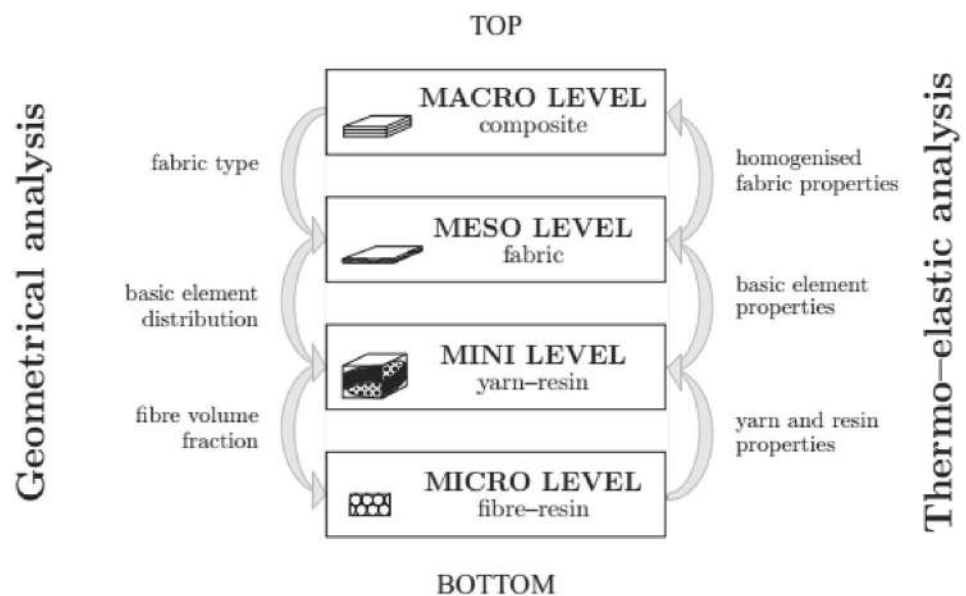 TOP
Geometrical analysis
MACRO LEVEL
composite
fabric type
homogenised
fabric properties
MESO LEVEL
fabric
basic element
distribution
basic element
properties
MINI LEVEL
yarn–resin
fibre volume
fraction
yarn and resin
properties
MICRO LEVEL
fibre–resin
Thermo–elastic analysis
BOTTOM